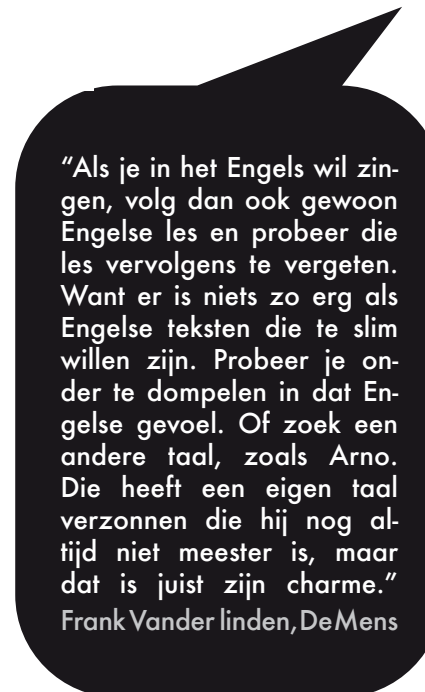 “Als je in het Engels wil zin-
gen, volg dan ook gewoon
Engelse les en probeer die
les vervolgens te vergeten.
Want er is niets zo erg als
Engelse teksten die te slim
willen zijn. Probeer je on-
der te dompelen in dat En-
gelse gevoel. Of zoek een
andere taal, zoals Arno.
Die heeft een eigen taal
verzonnen die hij nog al-
tijd niet meester is, maar
dat is juist zijn charme.”
Frank Vander linden, De Mens